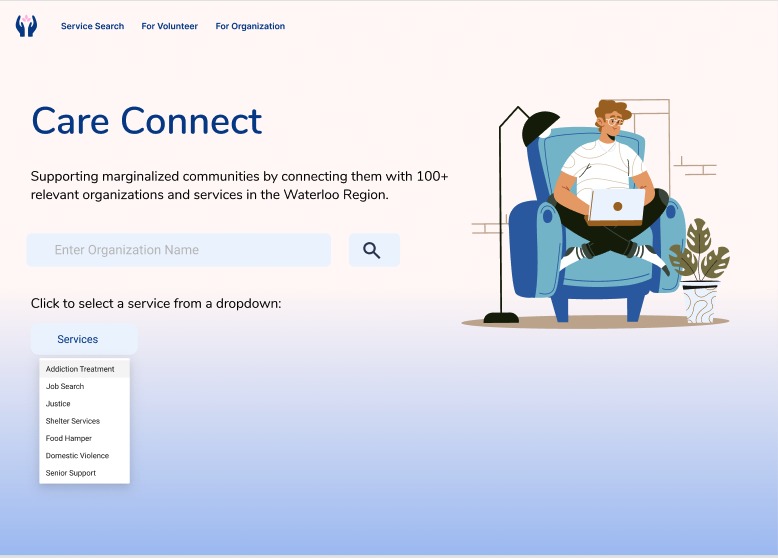 Service Search
For Volunteer
For Organization
Care Connect
Supporting marginalized communities by connecting them with 100+
relevant organizations and services in the Waterloo Region.
Enter Organization Name
Click to select a service from a dropdown:
Services
Addiction Treatment
Job Search
Justice
Shelter Services
Food Hamper
Domestic Violence
Senior Support